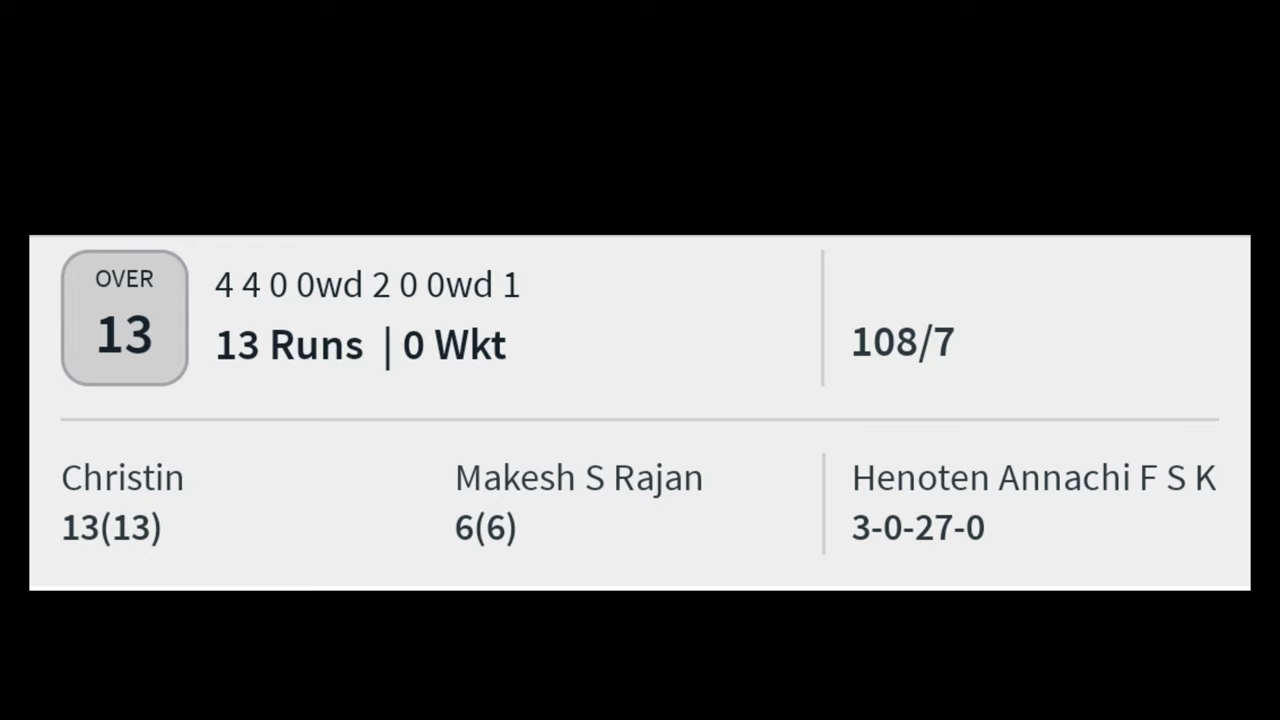 OVER
13
4 4 0 0wd 2 0 0wd 1
13 Runs | 0 Wkt
108/7
Christin
13(13)
Makesh S Rajan
6(6)
Henoten Annachi F S K
3-0-27-0